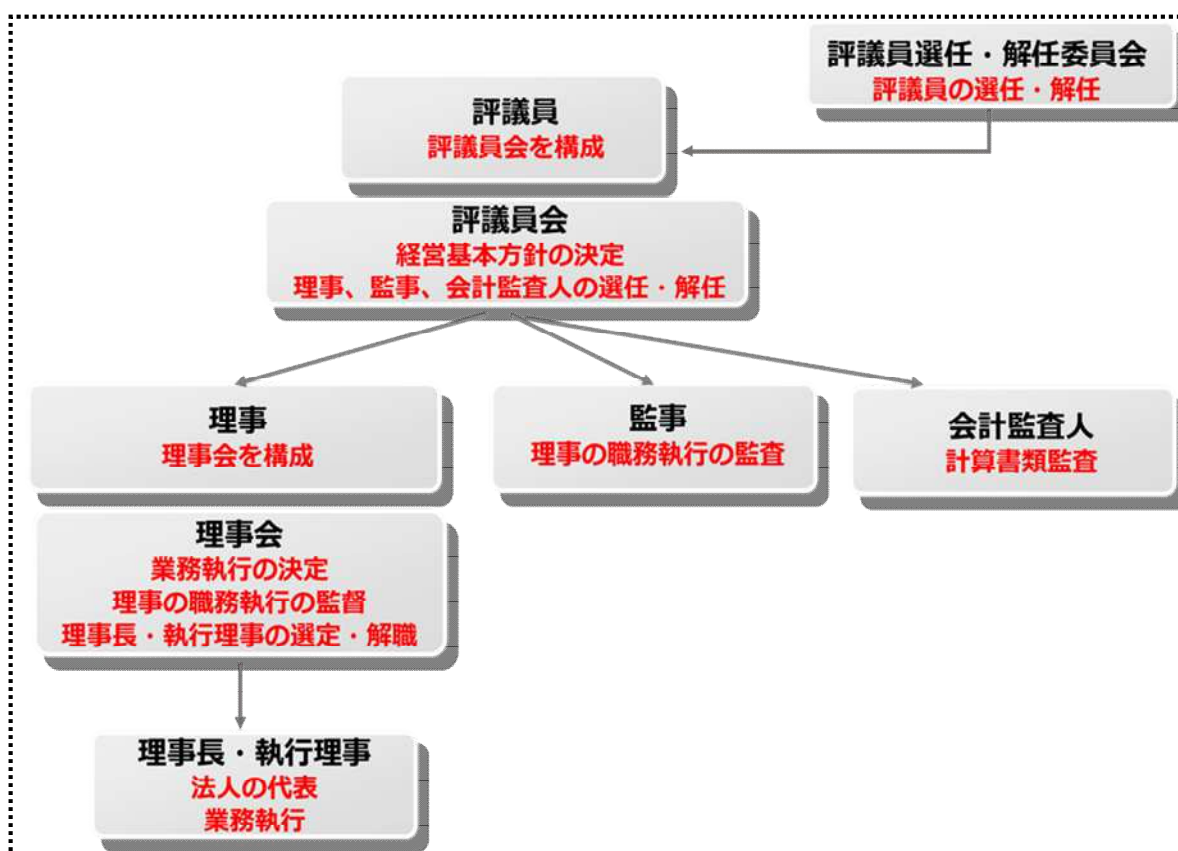 評議員選任・解任委員会
評議員の選任・解任
評議員
評議員会を構成
評議員会
経営基本方針の決定
理事、監事、会計監査人の選任・解任
理事
理事会を構成
監事
理事の職務執行の監査
会計監査人
計算書類監査
理事会
業務執行の決定
理事の職務執行の監督
理事長・執行理事の選定・解職
理事長・執行理事
法人の代表
業務執行